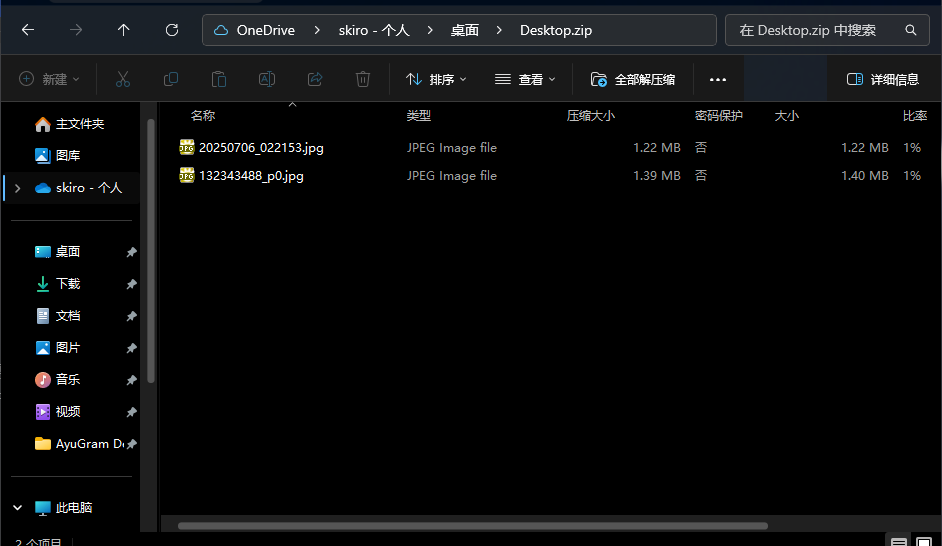 OneDrive > skiro - 个人 > 桌面 > Desktop.zip
在 Desktop.zip 中搜索
新建 排序 查看 全部解压缩 ... 详细信息
主文件夹
图库
skiro - 个人
桌面
下载
文档
图片
音乐
视频
AyuGram De
此电脑
名称 类型 压缩大小 密码保护 大小 比率
JPG 20250706_022153.jpg JPEG Image file 1.22 MB 否 1.22 MB 1%
JPG 132343488_p0.jpg JPEG Image file 1.39 MB 否 1.40 MB 1%
2 个项目